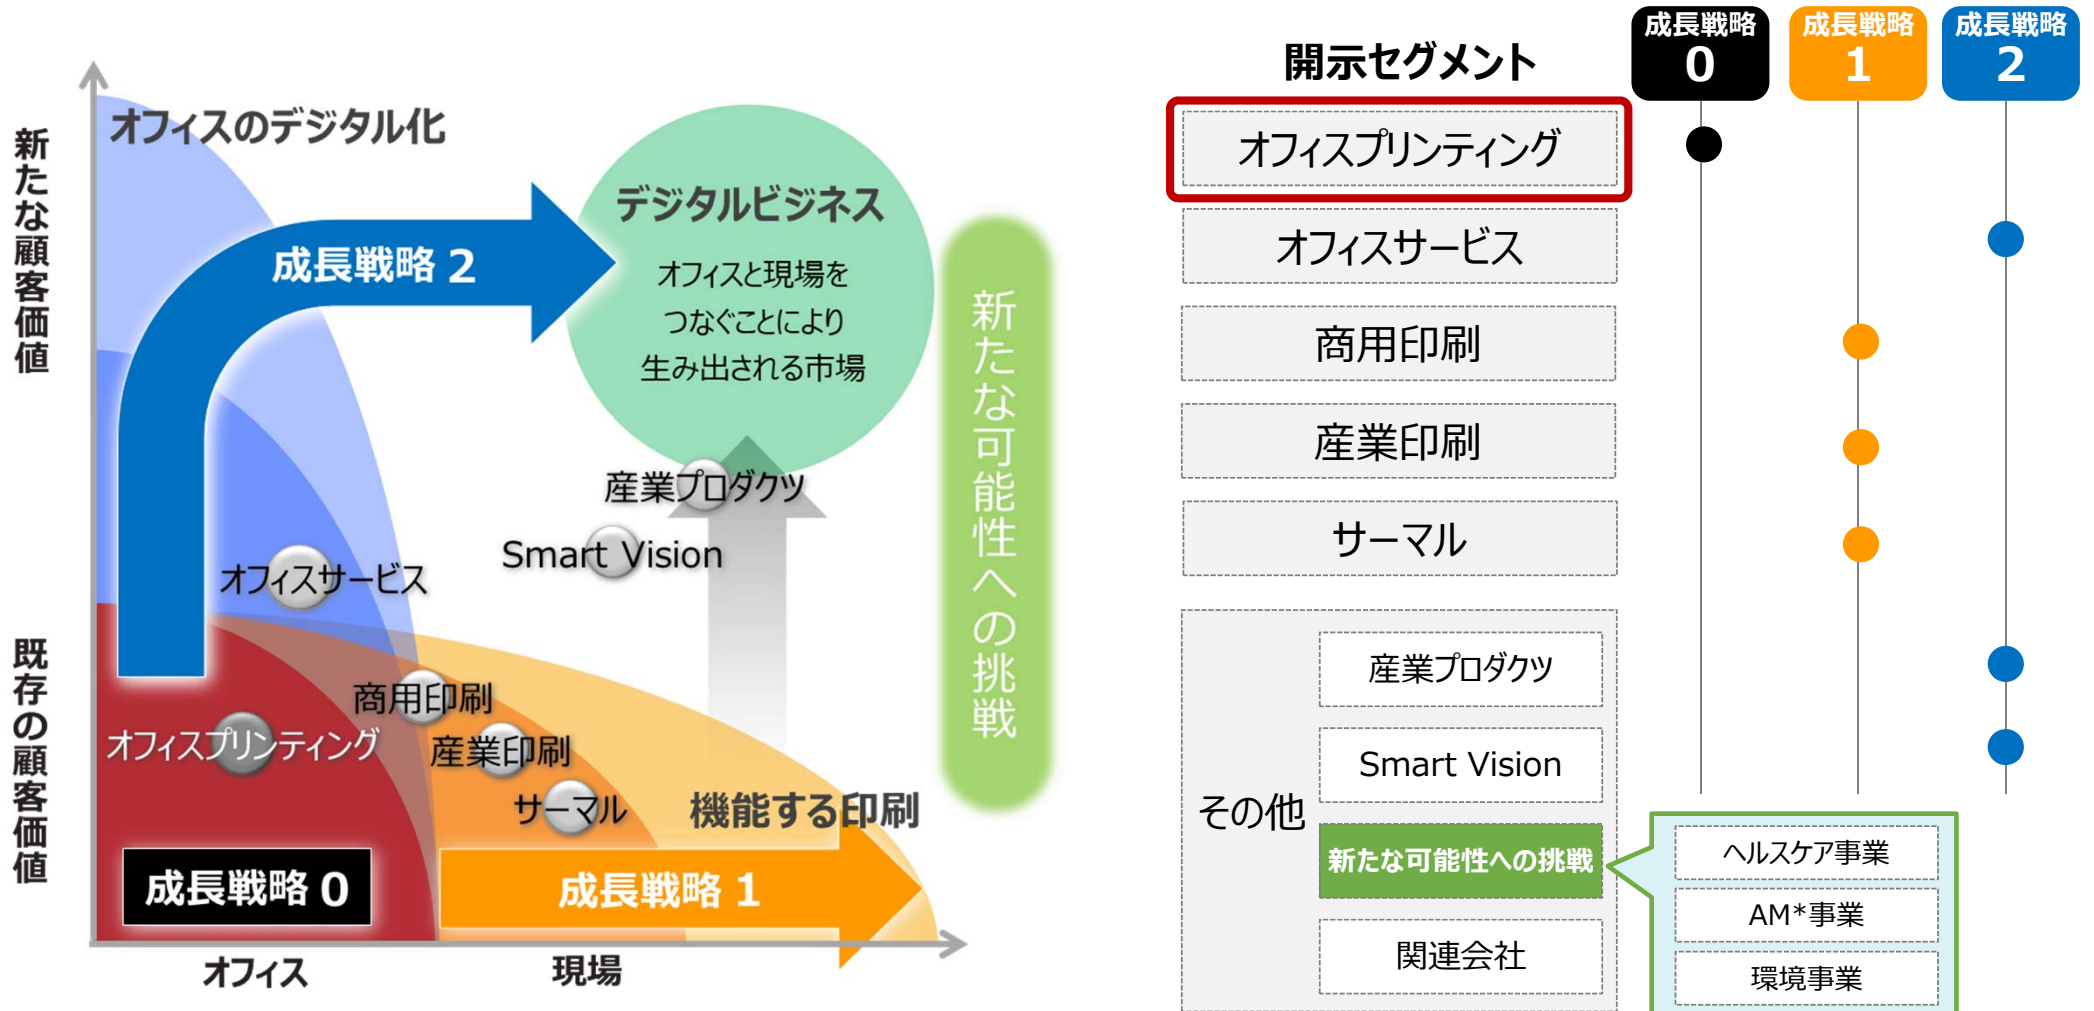 新たな顧客価値
既存の顧客価値
オフィスのデジタル化
デジタルビジネス
オフィスと現場を
つなぐことにより
生み出される市場
成長戦略 2
新たな可能性への挑戦
産業プロダクツ
Smart Vision
オフィスサービス
商用印刷
オフィスプリンティング
産業印刷
サーマル
機能する印刷
成長戦略 0
成長戦略 1
オフィス
現場
開示セグメント
成長戦略
0
成長戦略
1
成長戦略
2
オフィスプリンティング
オフィスサービス
商用印刷
産業印刷
サーマル
その他
産業プロダクツ
Smart Vision
新たな可能性への挑戦
関連会社
ヘルスケア事業
AM*事業
環境事業